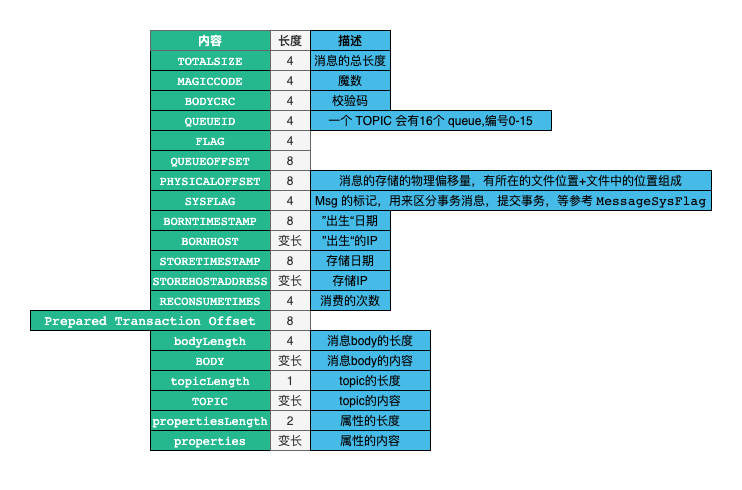 内容 长度 描述
TOTALSIZE 4 消息的总长度
MAGICCODE 4 魔数
BODYCRC 4 校验码
QUEUEID 4 一个 TOPIC 会有16个 queue,编号0-15
FLAG 4
QUEUEOFFSET 8
PHYSICALOFFSET 8 消息的存储的物理偏移量，有所在的文件位置+文件中的位置组成
SYSFLAG 4 Msg 的标记，用来区分事务消息，提交事务，等参考 MessageSysFlag
BORNTIMESTAMP 8 ”出生“日期
BORNHOST 变长 ”出生“的IP
STORETIMESTAMP 8 存储日期
STOREHOSTADDRESS 变长 存储IP
RECONSUMETIMES 4 消费的次数
Prepared Transaction Offset 8
bodyLength 4 消息body的长度
BODY 变长 消息body的内容
topicLength 1 topic的长度
TOPIC 变长 topic的内容
propertiesLength 2 属性的长度
properties 变长 属性的内容